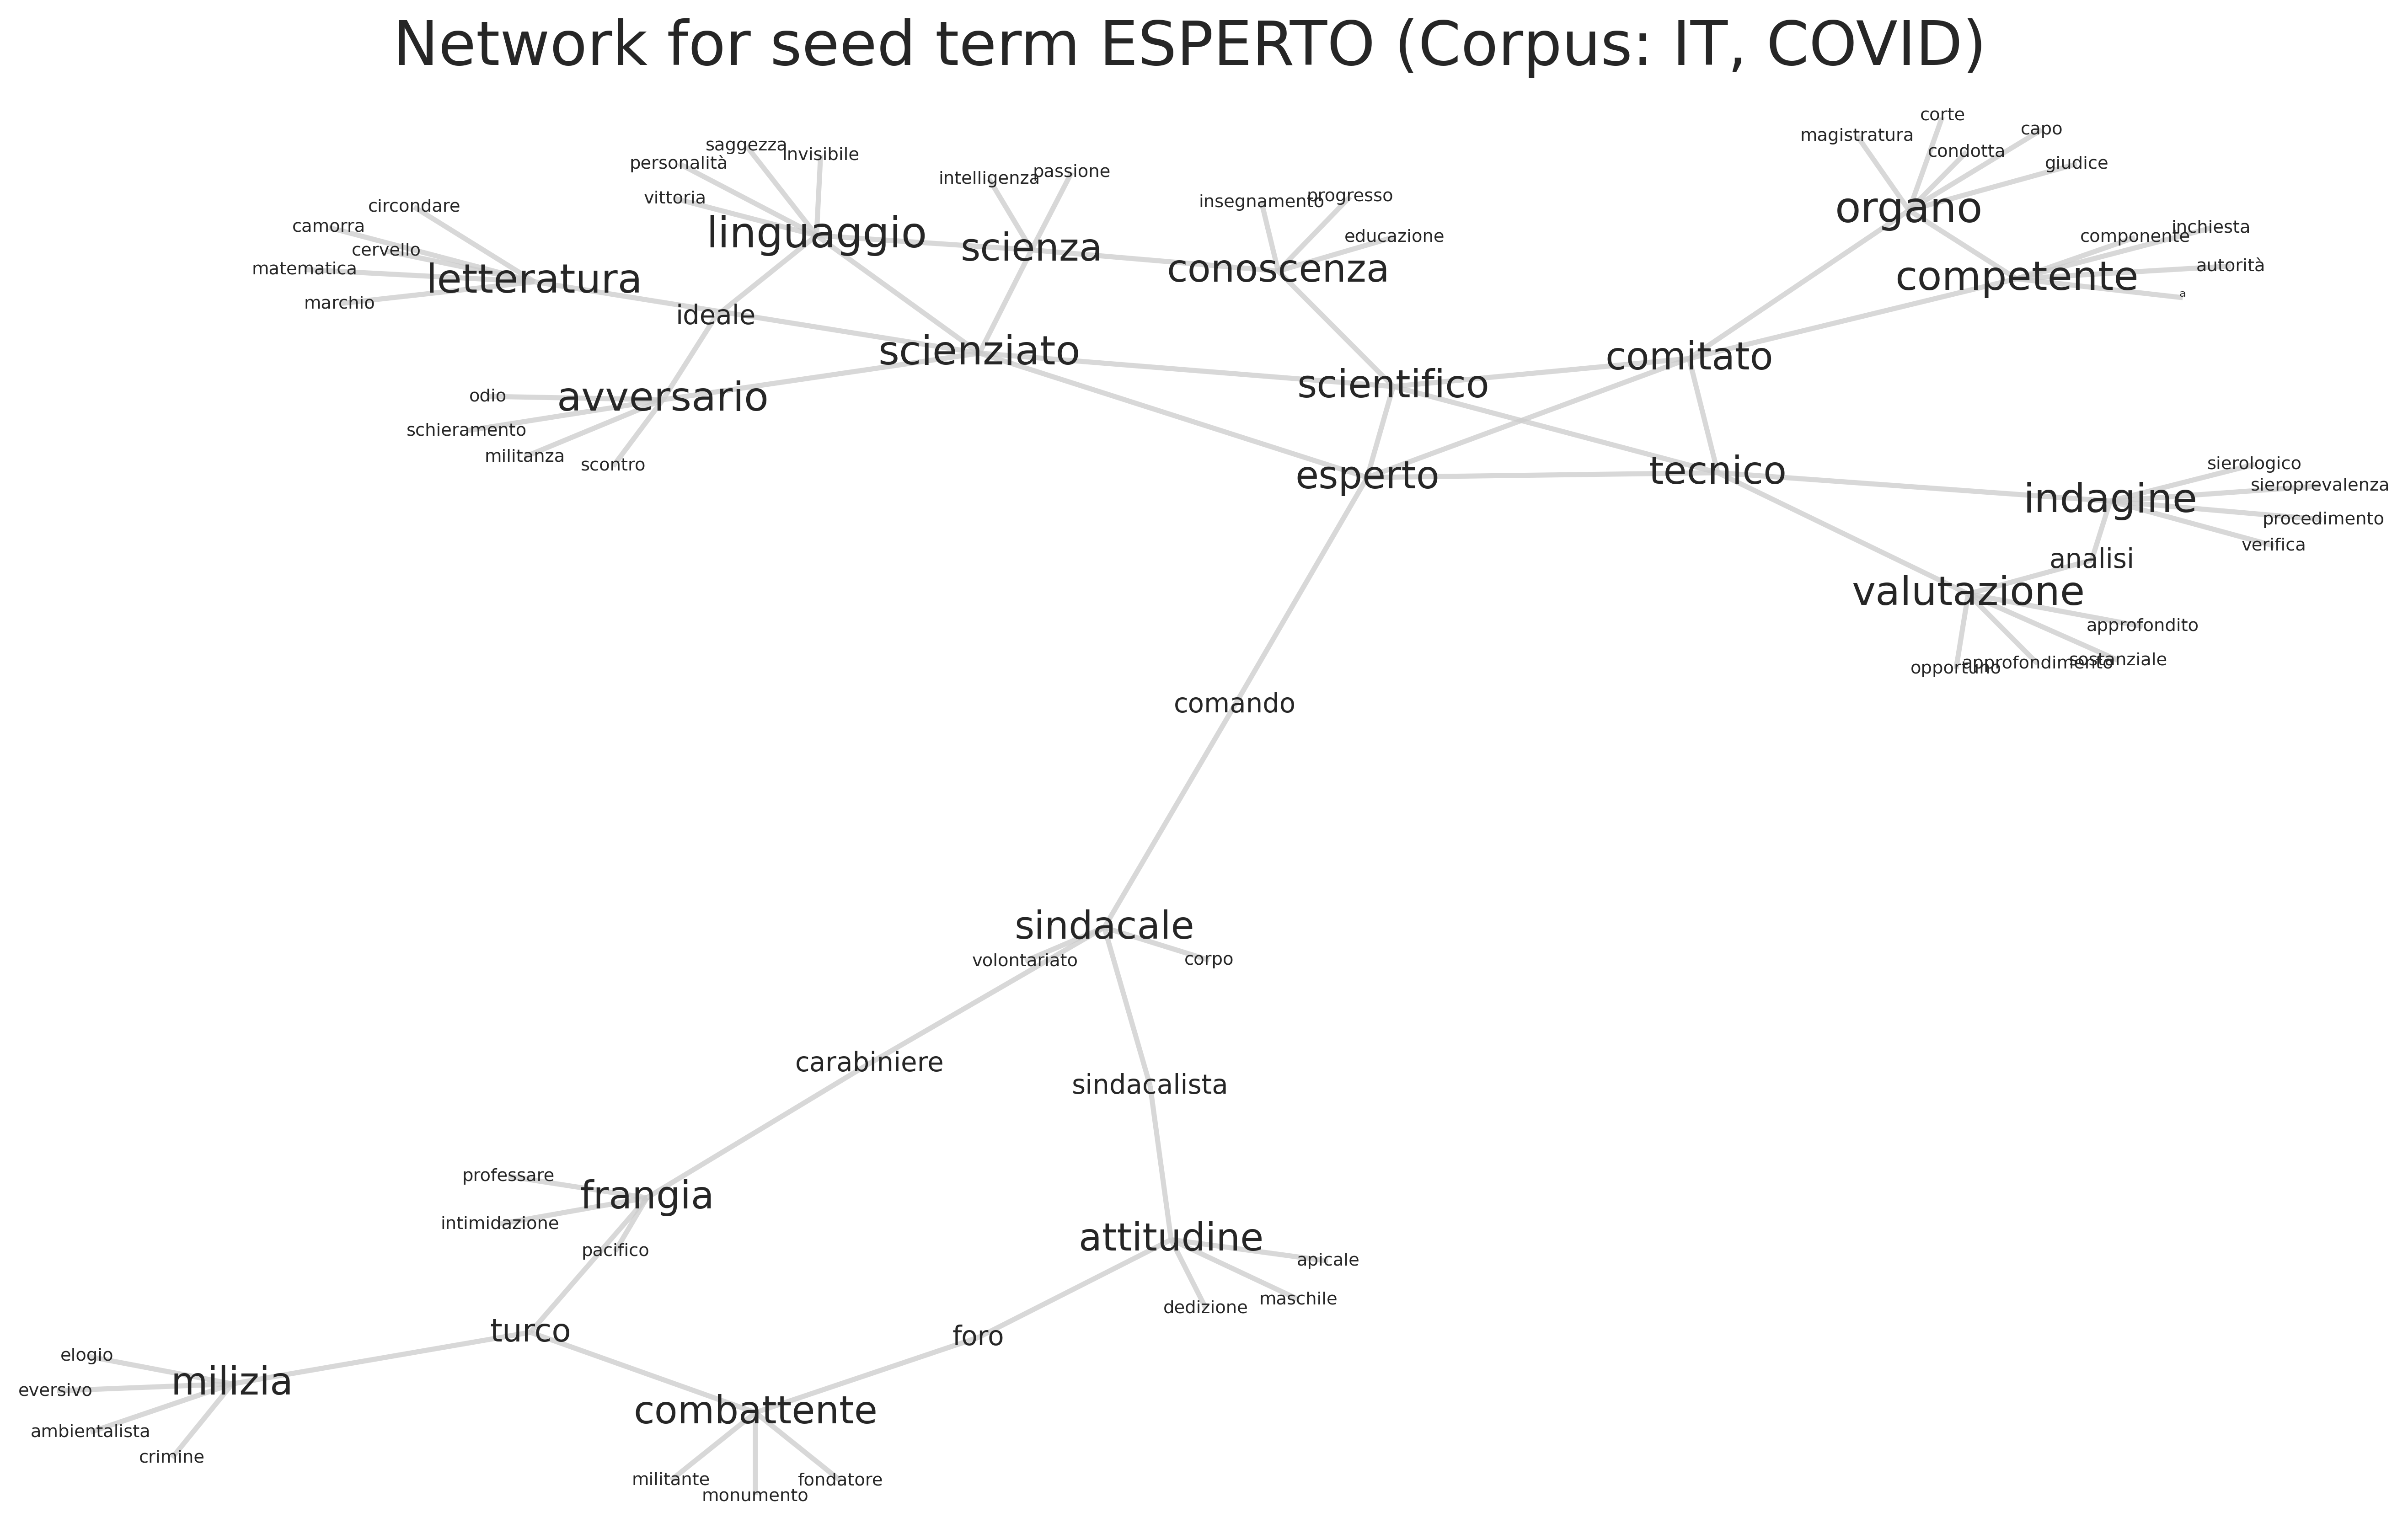 Network for seed term ESPERTO (Corpus: IT, COVID)
corte
magistratura
capo
condotta
giudice
organo
saggezza
invisibile
personalità
vittoria
linguaggio
intelligenza
passione
scienza
insegnamento
progresso
educazione
conoscenza
circondare
camorra
cervello
matematica
letteratura
marchio
ideale
componente
inchiesta
autorità
competente
a
scienziato
comitato
scientifico
avversario
odio
schieramento
militanza
scontro
esperto
tecnico
sierologico
sieroprevalenza
indagine
procedimento
verifica
analisi
valutazione
approfondito
opportuno
approfondimento
sostanziale
comando
sindacale
volontariato
corpo
carabiniere
sindacalista
professare
frangia
intimidazione
pacifico
attitudine
apicale
maschile
dedizione
turco
foro
elogio
milizia
eversivo
ambientalista
crimine
combattente
militante
fondatore
monumento